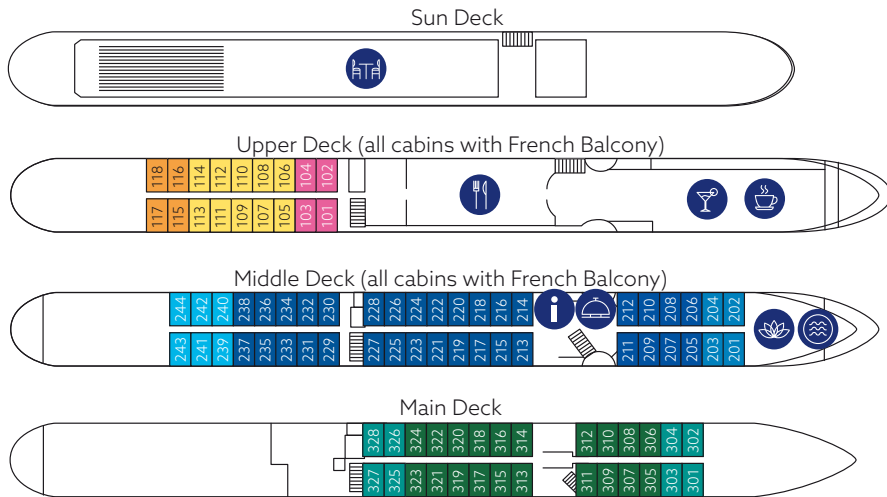 Sun Deck
Upper Deck (all cabins with French Balcony)
118 116 114 112 110 108 106 104 102
117 115 113 111 109 107 105 103 101
Middle Deck (all cabins with French Balcony)
244 242 240 238 236 234 232 230 228 226 224 222 220 218 216 214 i 212 210 208 206 204 202
243 241 239 237 235 233 231 229 227 225 223 221 219 217 215 213 211 209 207 205 203 201
Main Deck
328 326 324 322 320 318 316 314 312 310 308 306 304 302
327 325 323 321 319 317 315 313 311 309 307 305 303 301